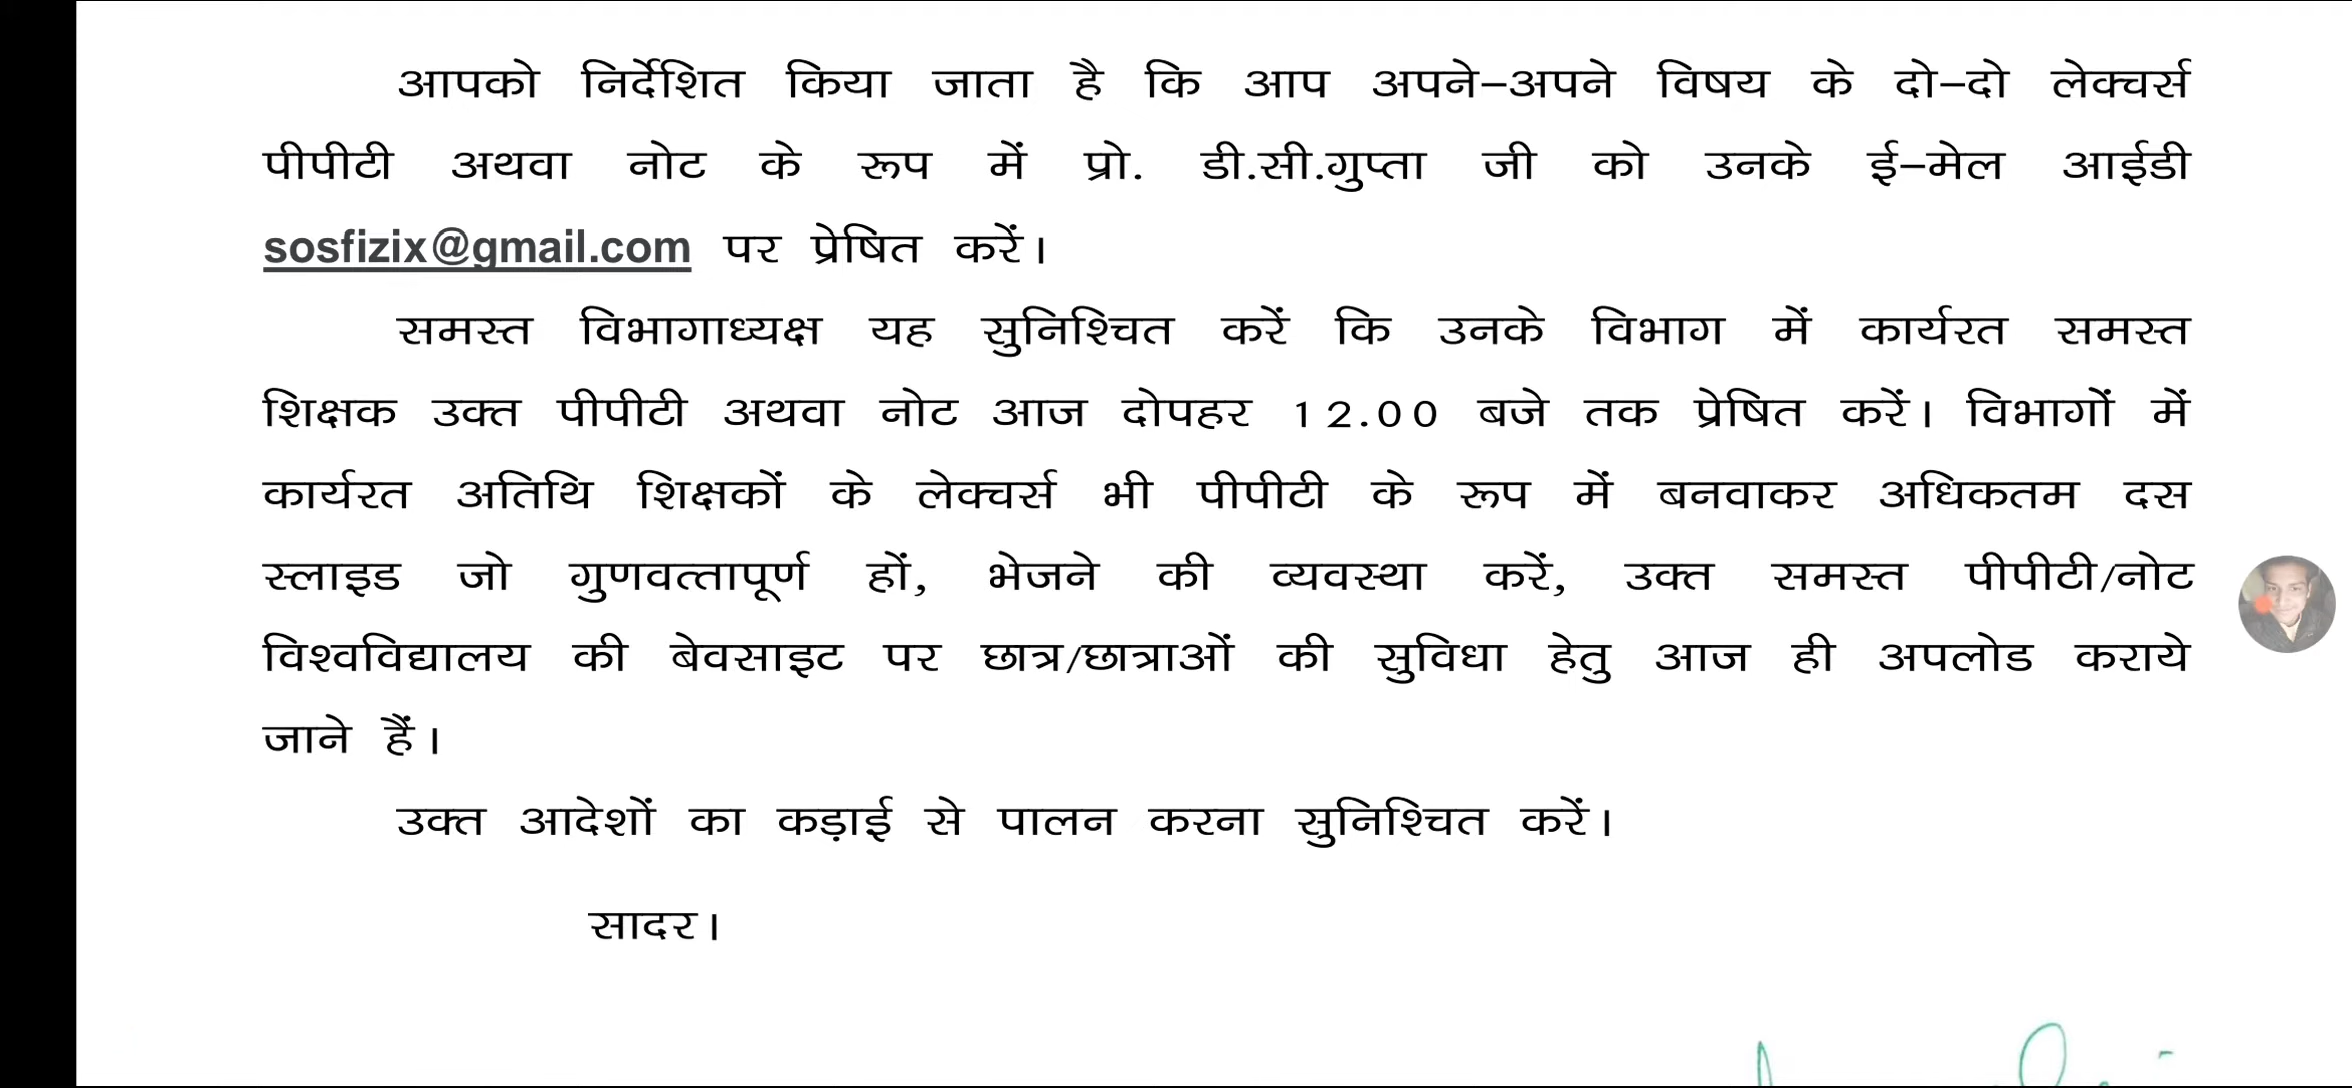 आपको निर्देशित किया जाता है कि आप अपने–अपने विषय के दो–दो लेक्चर्स
पीपीटी अथवा नोट के रूप में प्रो. डी.सी.गुप्ता जी को उनके ई–मेल आईडी
sosfizix@gmail.com पर प्रेषित करें।
समस्त विभागाध्यक्ष यह सुनिश्चित करें कि उनके विभाग में कार्यरत समस्त
शिक्षक उक्त पीपीटी अथवा नोट आज दोपहर 12.00 बजे तक प्रेषित करें। विभागों में
कार्यरत अतिथि शिक्षकों के लेक्चर्स भी पीपीटी के रूप में बनवाकर अधिकतम दस
स्लाइड जो गुणवत्तापूर्ण हों, भेजने की व्यवस्था करें, उक्त समस्त पीपीटी/नोट
विश्वविद्यालय की बेवसाइट पर छात्र/छात्राओं की सुविधा हेतु आज ही अपलोड कराये
जाने हैं।
उक्त आदेशों का कड़ाई से पालन करना सुनिश्चित करें।
सादर।